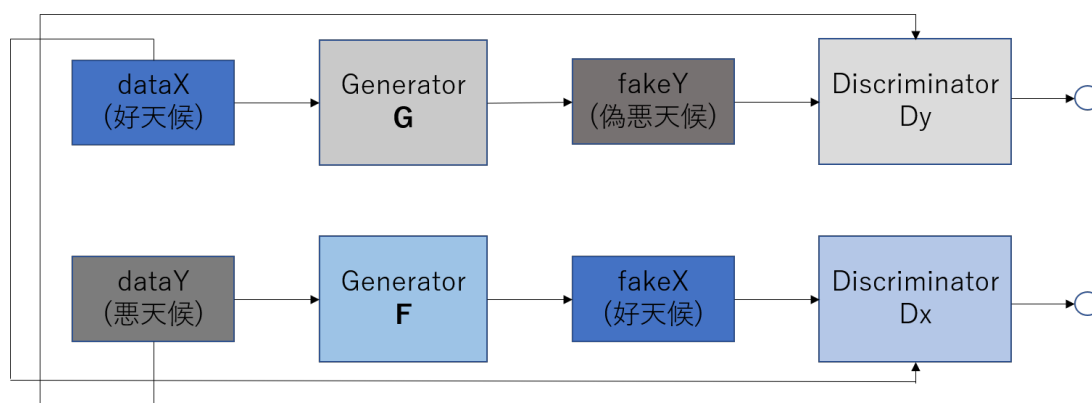 dataX
(好天候)
Generator
G
fakeY
(偽悪天候)
Discriminator
Dy
dataY
(悪天候)
Generator
F
fakeX
(好天候)
Discriminator
Dx